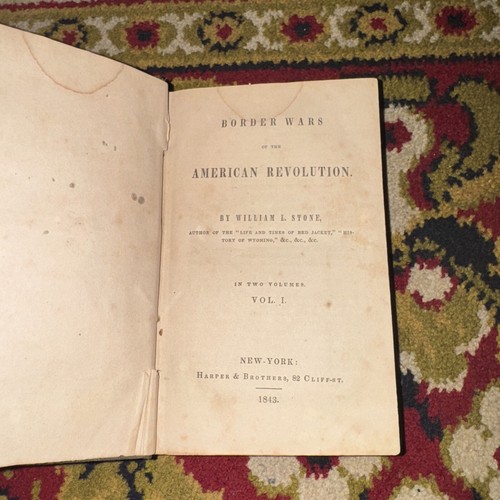 BORDER WARS
OF THE
AMERICAN REVOLUTION.
BY WILLIAM L. STONE,
AUTHOR OF THE "LIFE AND TIMES OF RED JACKET," "HIS-
TORY OF WYOMING," &c., &c., &c.
IN TWO VOLUMES.
VOL. I.
NEW-YORK:
HARPER & BROTHERS, 82 CLIFF-ST.
1843.